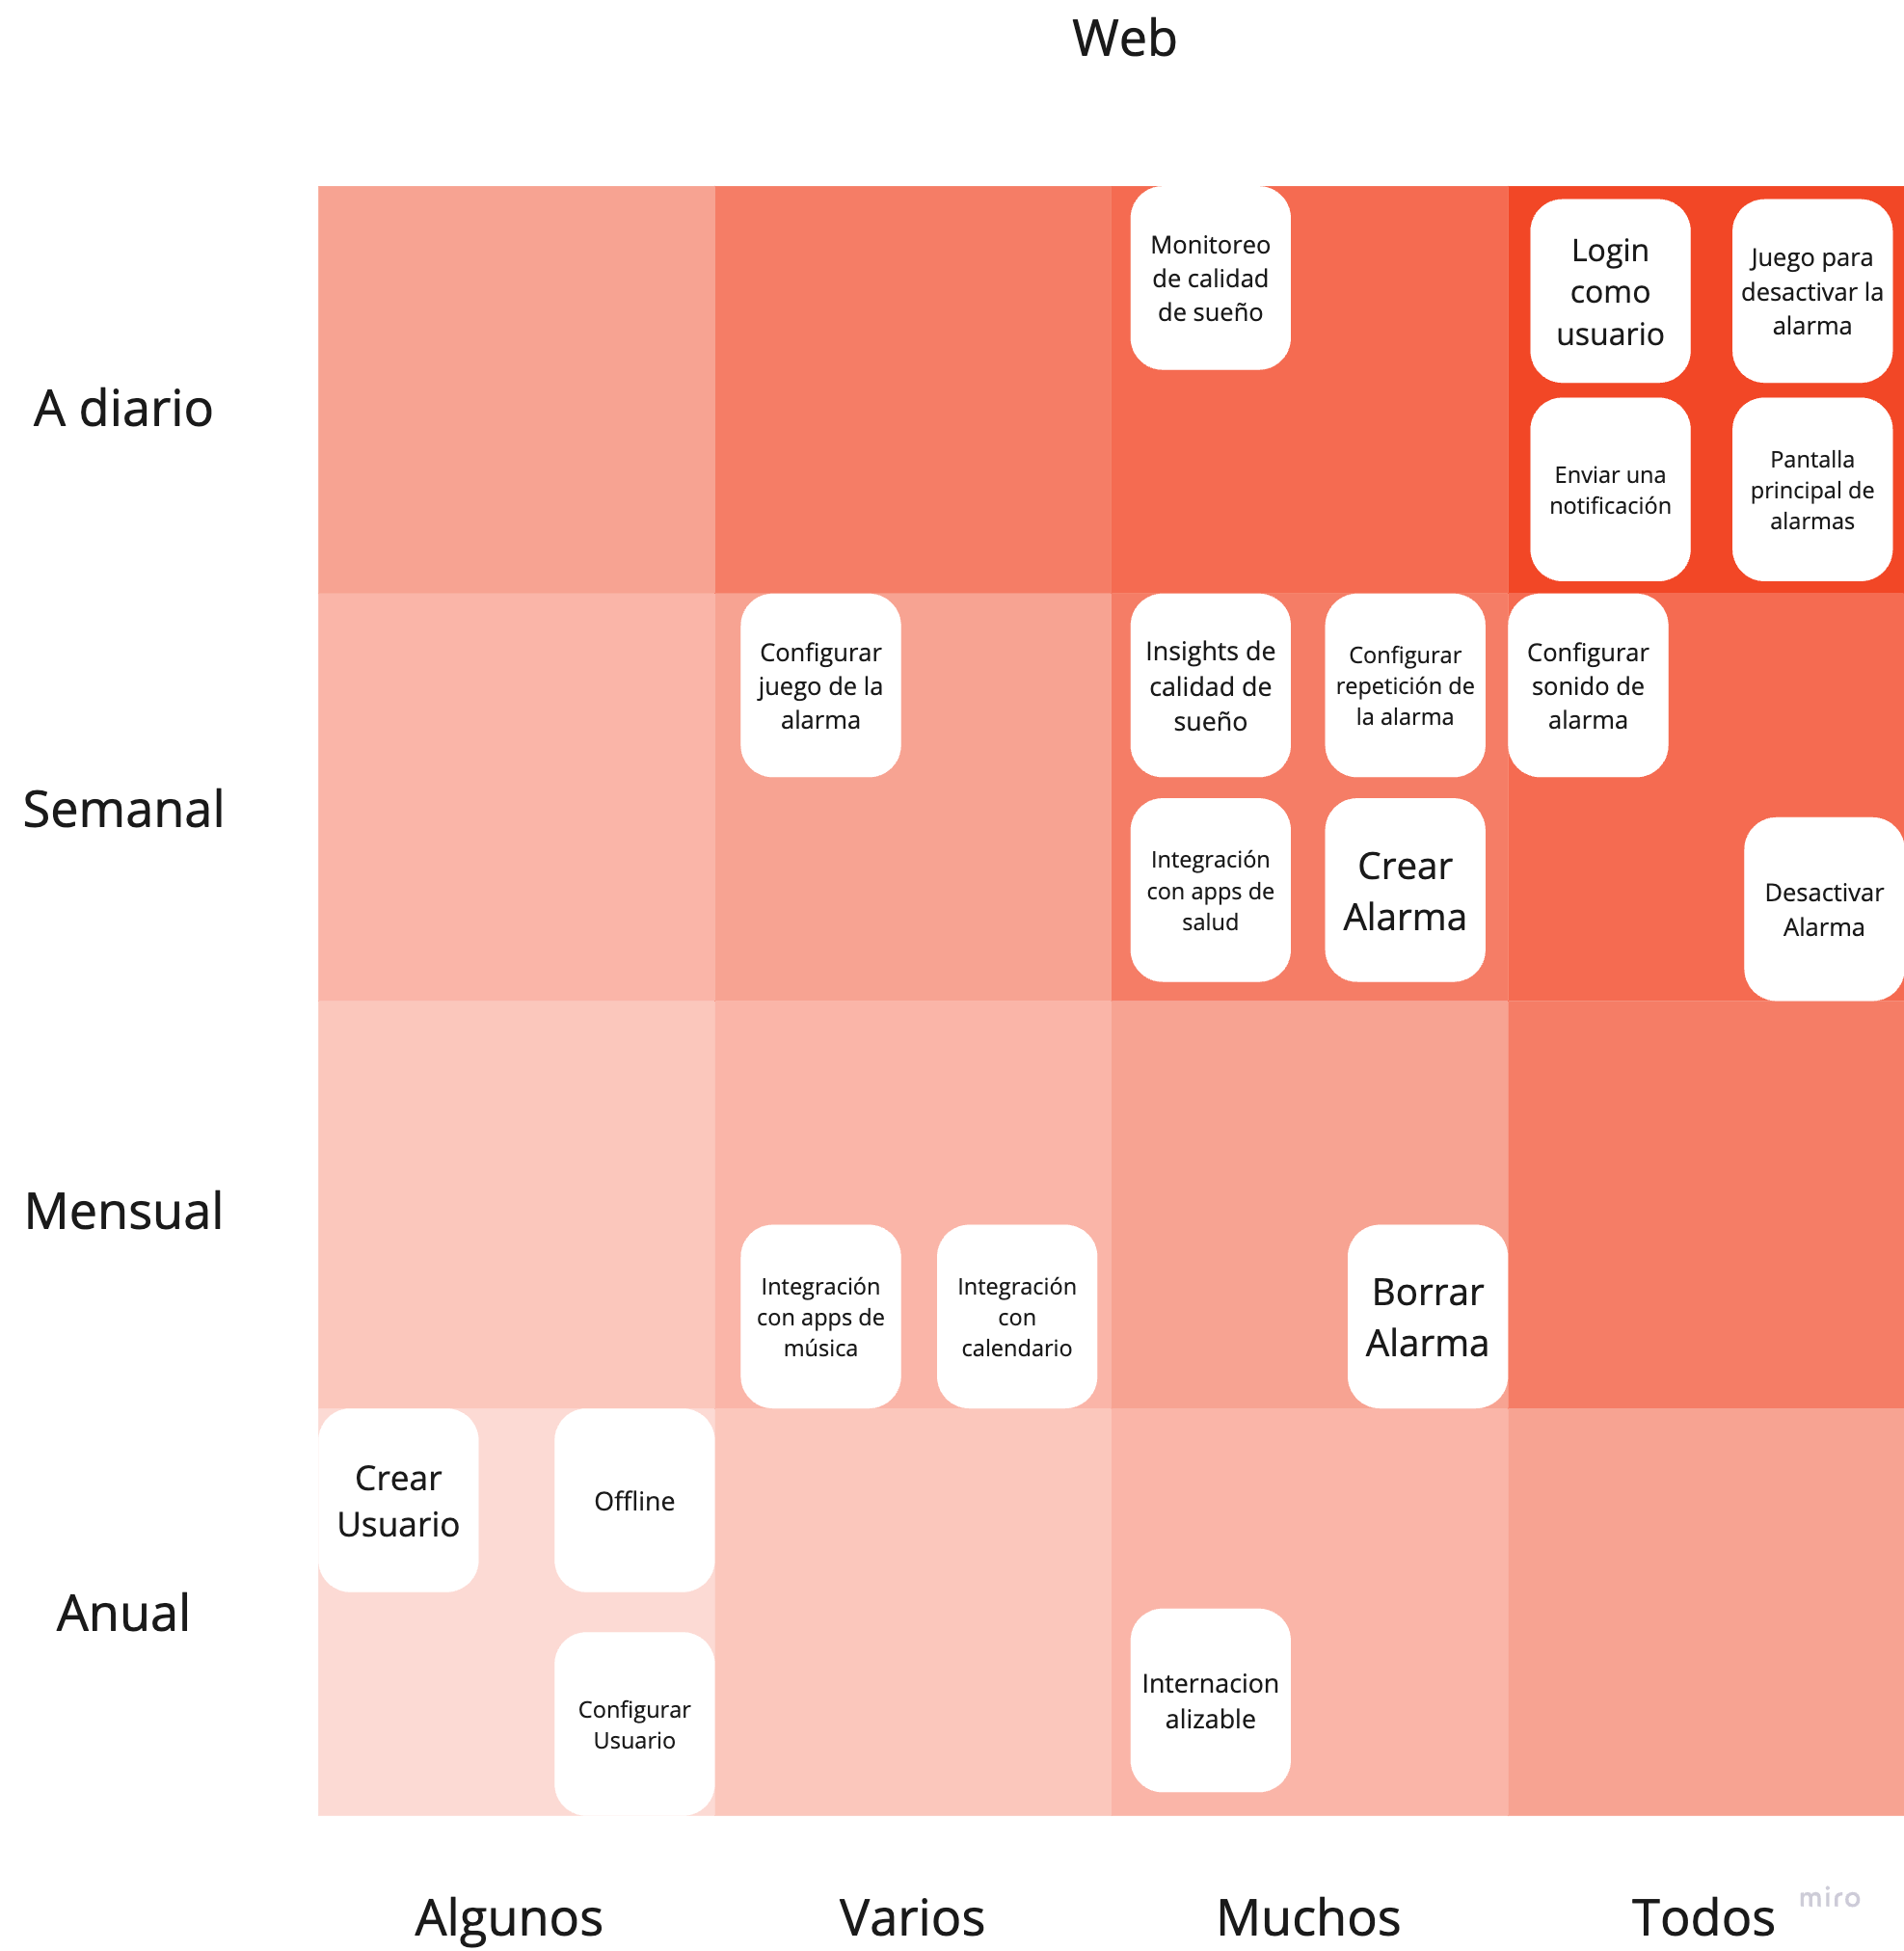 Web
A diario
Monitoreo
de calidad
de sueño
Login
como
usuario
Juego para
desactivar la
alarma
Enviar una
notificación
Pantalla
principal de
alarmas
Semanal
Configurar
juego de la
alarma
Insights de
calidad de
sueño
Configurar
repetición de
la alarma
Configurar
sonido de
alarma
Integración
con apps de
salud
Crear
Alarma
Desactivar
Alarma
Mensual
Integración
con apps de
música
Integración
con
calendario
Borrar
Alarma
Anual
Crear
Usuario
Offline
Configurar
Usuario
Internacion
alizable
Algunos
Varios
Muchos
Todos
miro